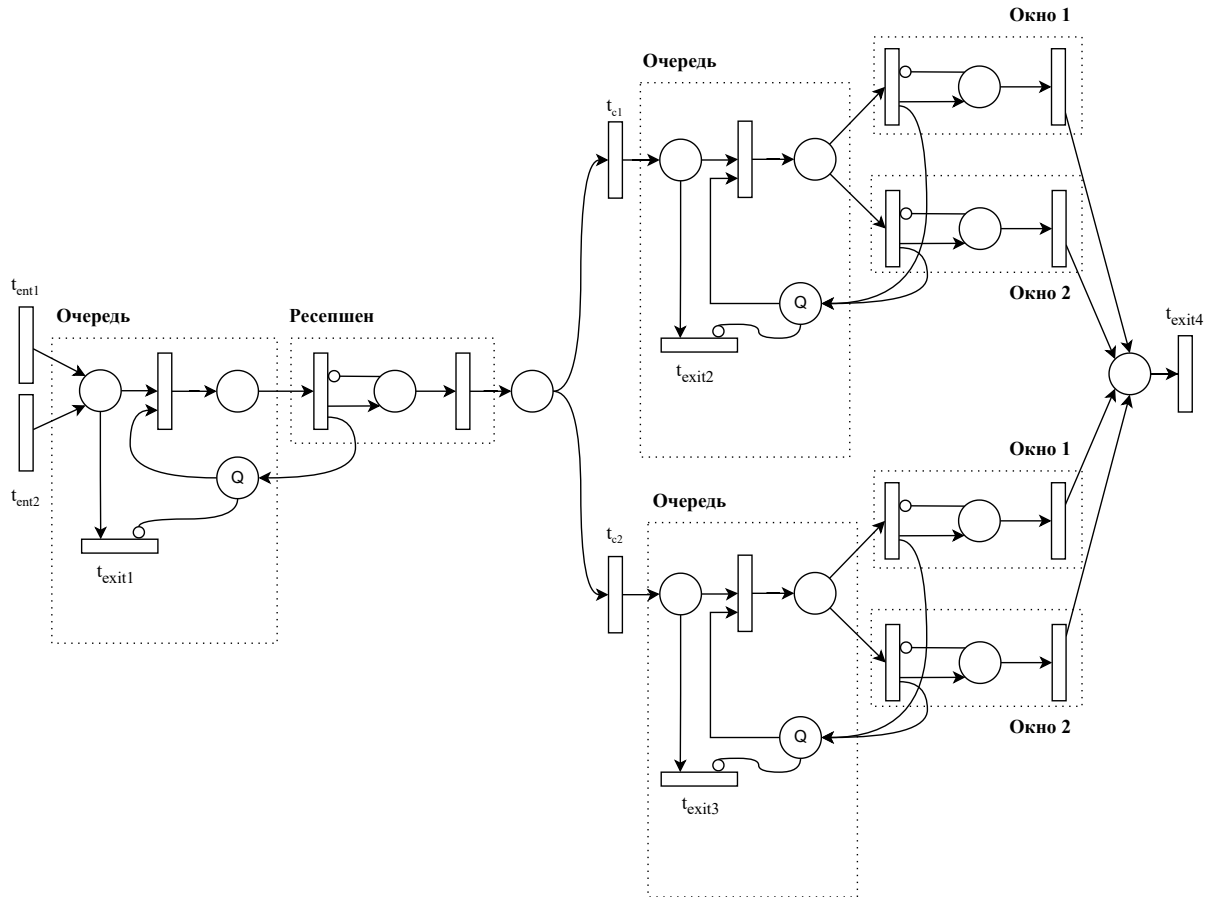 Окно 1
Очередь
t_c1
Q
Окно 2
t_exit2
t_ent1
Очередь
Ресепшен
t_exit4
t_ent2
Q
t_exit1
Окно 1
Очередь
t_c2
Q
Окно 2
t_exit3